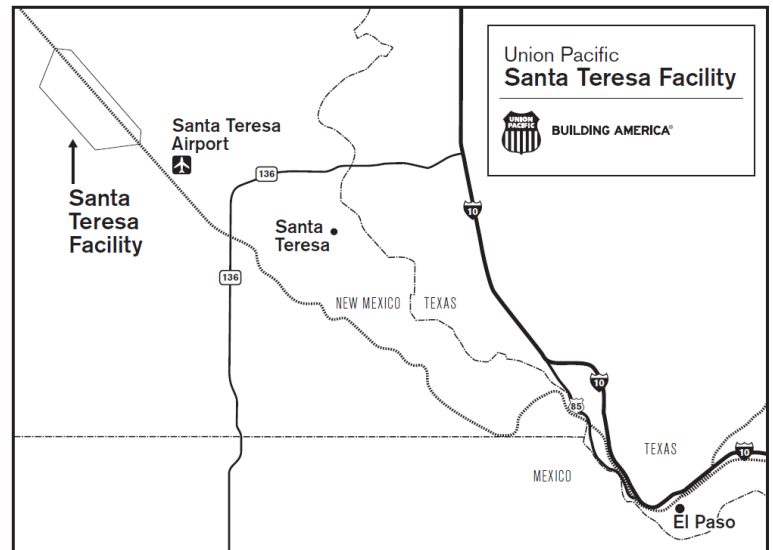 Union Pacific
Santa Teresa Facility
UNION
PACIFIC
BUILDING AMERICA®
Santa Teresa
Airport
136
Santa
Teresa
Facility
10
Santa
Teresa
136
NEW MEXICO
TEXAS
10
85
TEXAS
10
MEXICO
El Paso